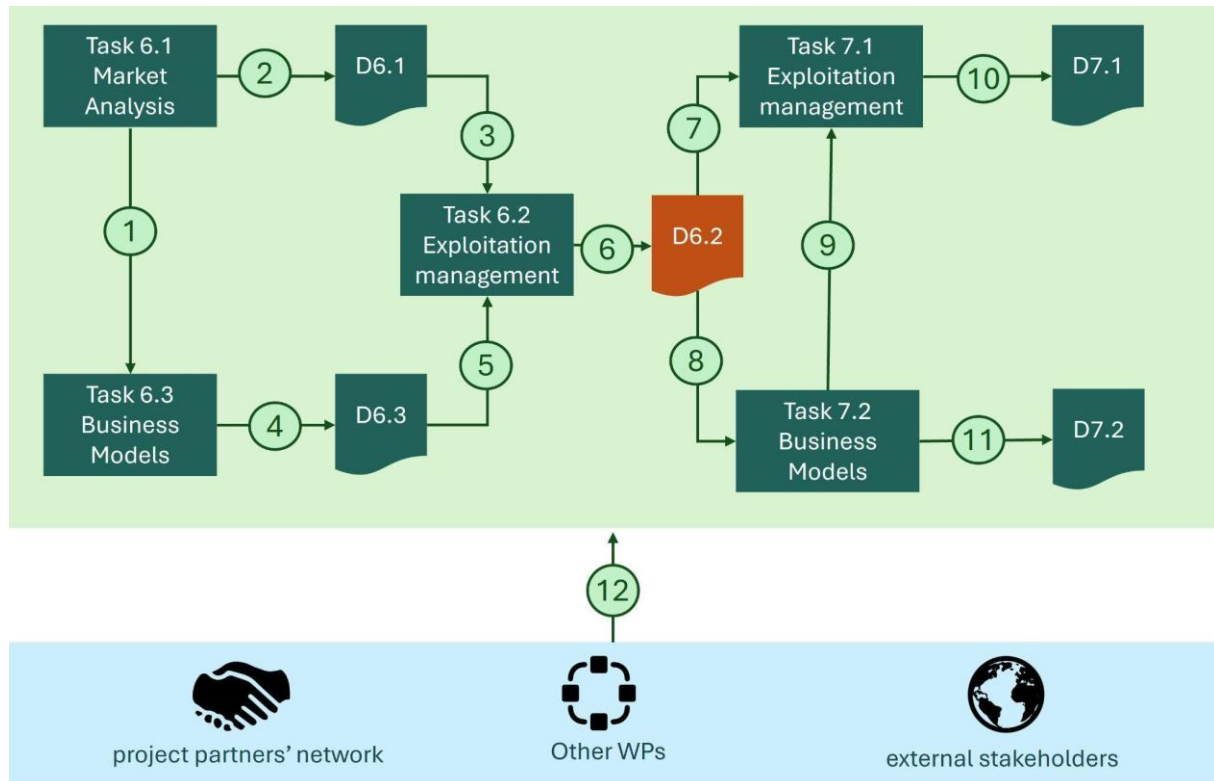 Task 6.1
Market
Analysis
2
D6.1
3
1
Task 6.2
Exploitation
management
6
D6.2
Task 6.3
Business
Models
4
D6.3
5
7
Task 7.1
Exploitation
management
10
D7.1
9
8
Task 7.2
Business
Models
11
D7.2
12
project partners’ network
Other WPs
external stakeholders